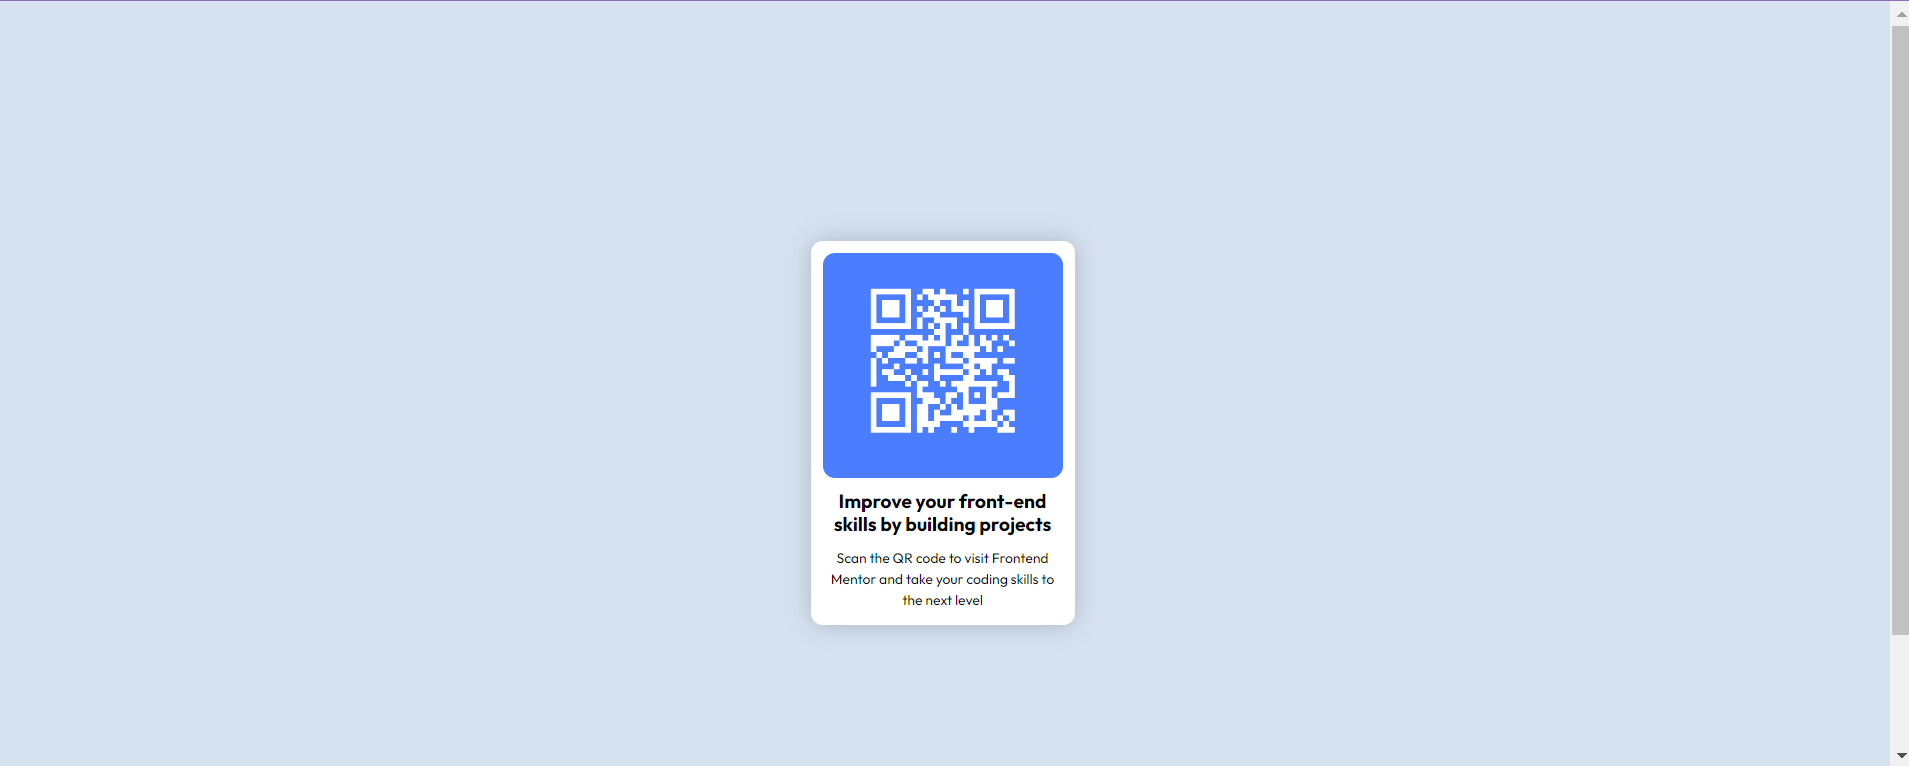 Improve your front-end
skills by building projects
Scan the QR code to visit Frontend
Mentor and take your coding skills to
the next level